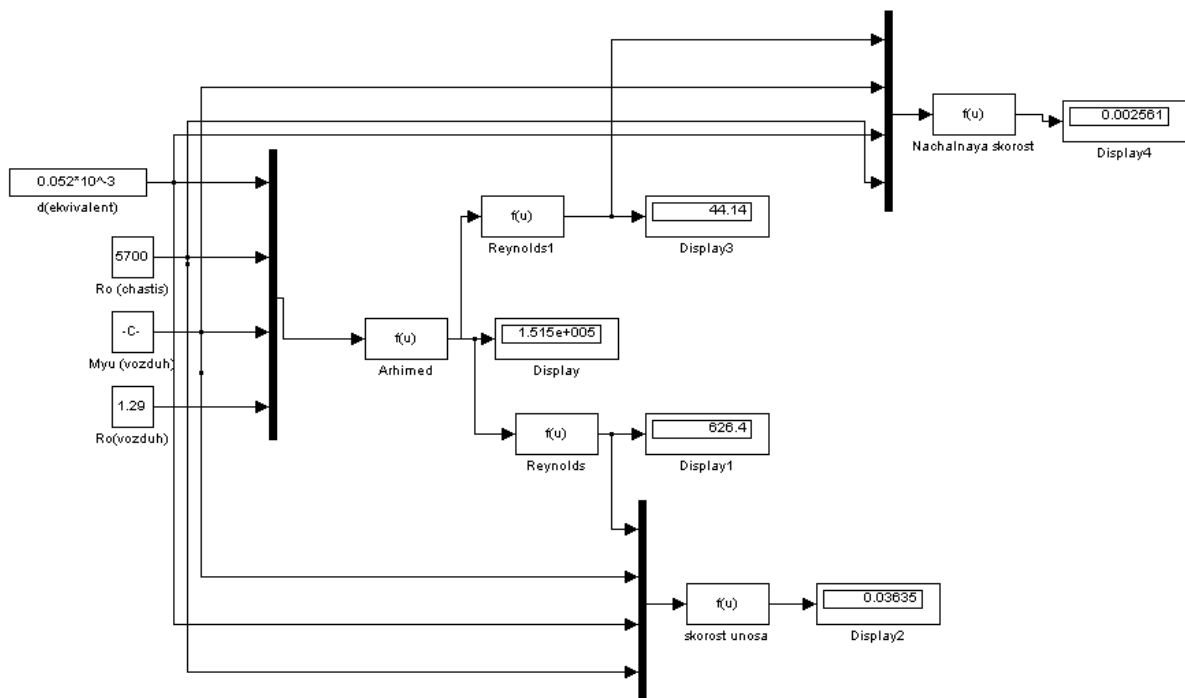 f(u)
Nachalnaya skorost
0.002561
Display4
0.052*10^-3
d(ekvivalent)
f(u)
Reynolds1
44.14
Display3
5700
Ro (chastis)
-C-
Myu (vozduh)
f(u)
Arhimed
1.515e+005
Display
1.29
Ro(vozduh)
f(u)
Reynolds
626.4
Display1
f(u)
skorost unosa
0.03635
Display2